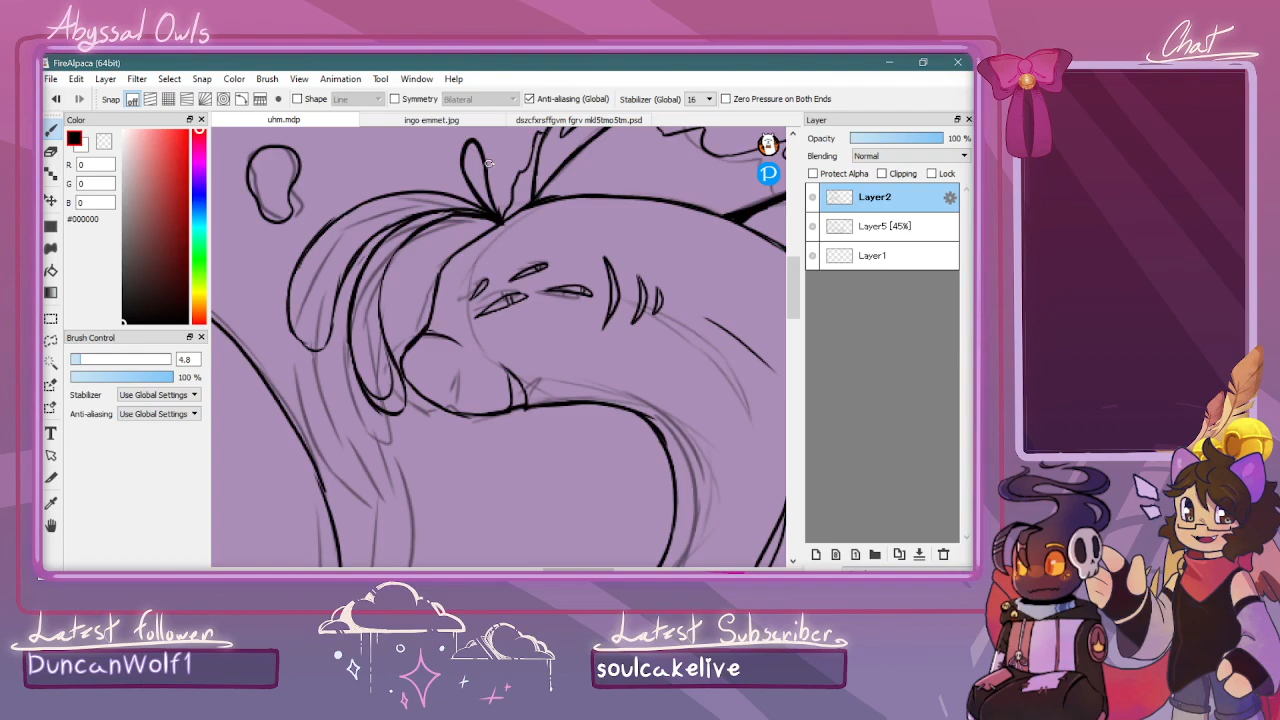 Abyssal Owls
Chat
FireAlpaca (64bit)
File Edit Layer Filter Select Snap Color Brush View Animation Tool Window Help
Snap off Shape Line Symmetry Bilateral Anti-aliasing (Global) Stabilizer (Global) 16 Zero Pressure on Both Ends
Color
uhm.mdp
ingo emmet.jpg
dszcfxrsffgvm fgrv mkl5tmo5tm.psd
Layer
R 0
G 0
B 0
#000000
Opacity 100 %
Blending Normal
Protect Alpha Clipping Lock
Layer2
Layer5 [45%]
Layer1
Brush Control
4.8
100 %
Stabilizer Use Global Settings
Anti-aliasing Use Global Settings
T
P
Latest follower
DuncanWolf1
Latest Subscriber
soulcakelive